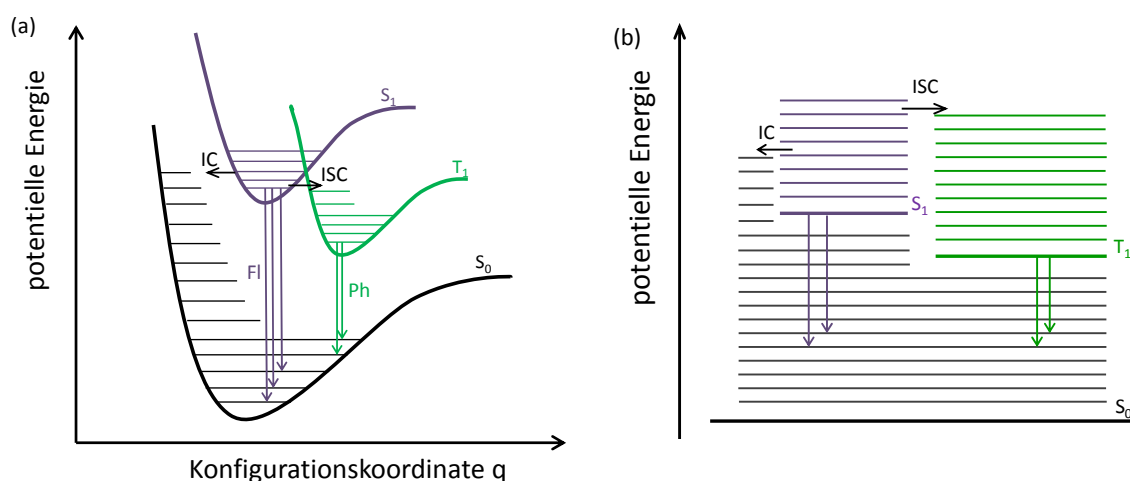 (a)
potentielle Energie
S₁
IC
ISC
T₁
S₀
Fl
Ph
Konfigurationskoordinate q
(b)
potentielle Energie
ISC
IC
S₁
T₁
S₀